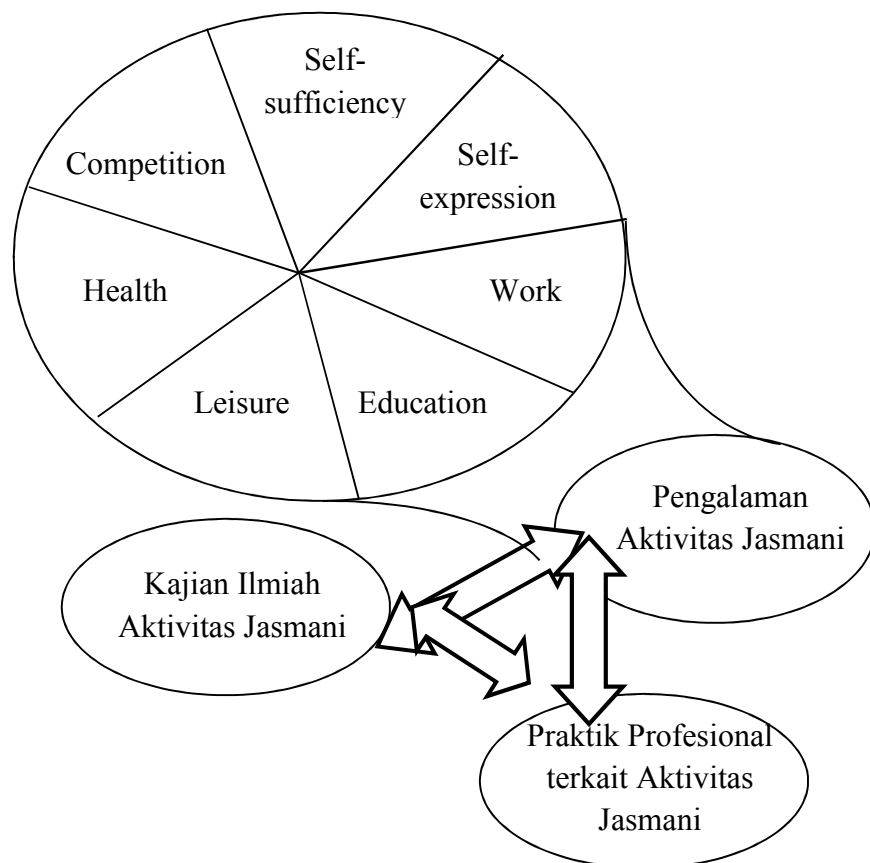 Self-
sufficiency
Self-
expression
Competition
Health
Work
Leisure
Education
Pengalaman
Aktivitas Jasmani
Kajian Ilmiah
Aktivitas Jasmani
Praktik Profesional
terkait Aktivitas
Jasmani